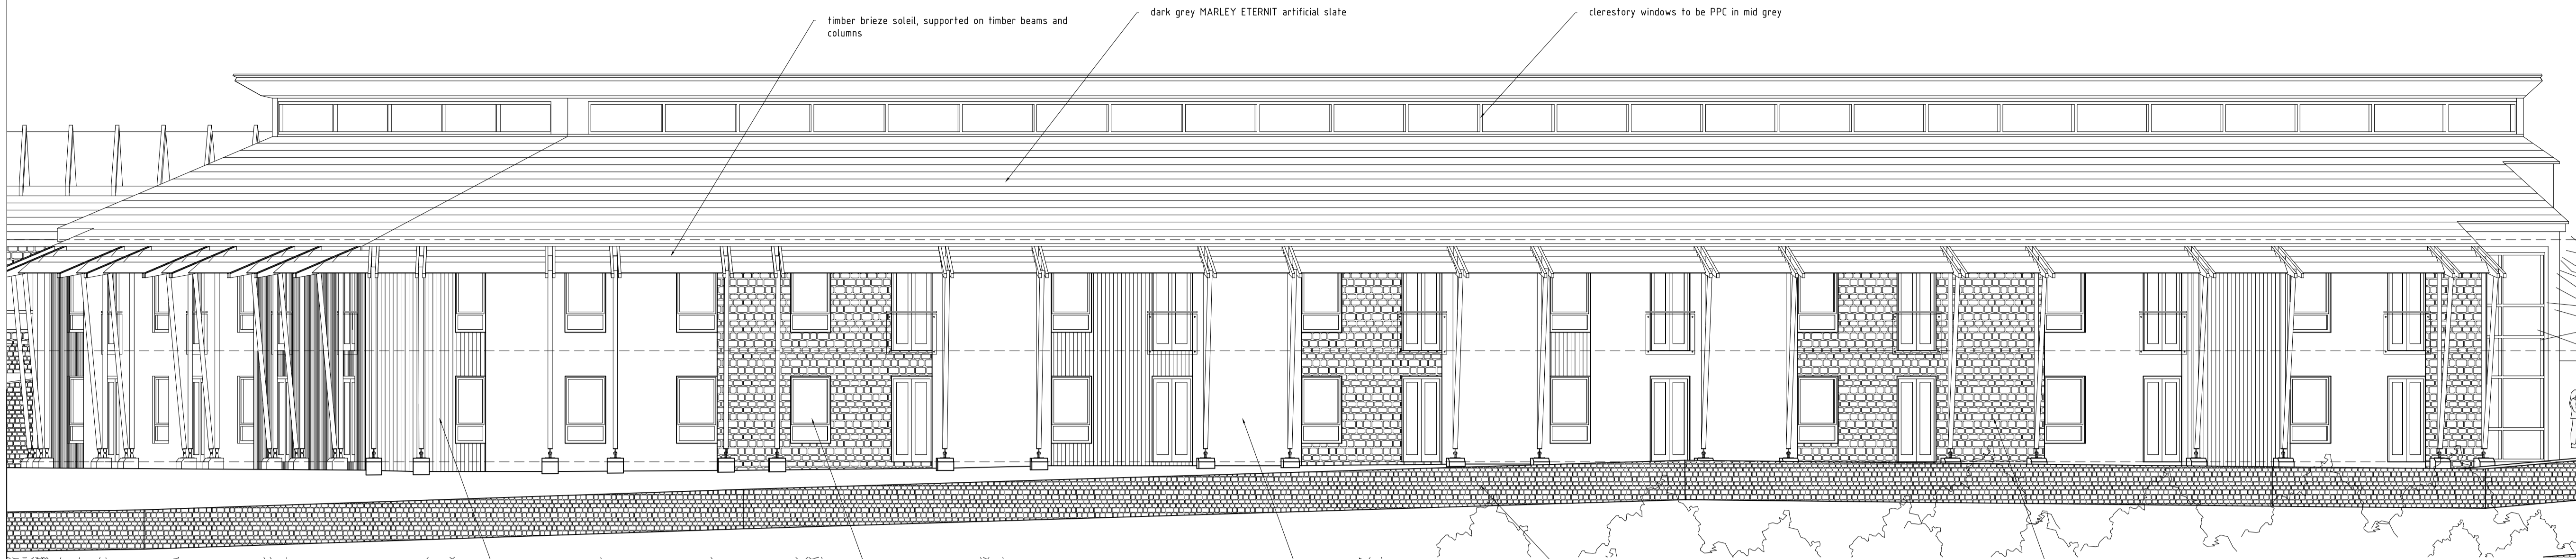 timber brieze soleil, supported on timber beams and
columns
dark grey MARLEY ETERNIT artificial slate
clerestory windows to be PPC in mid grey